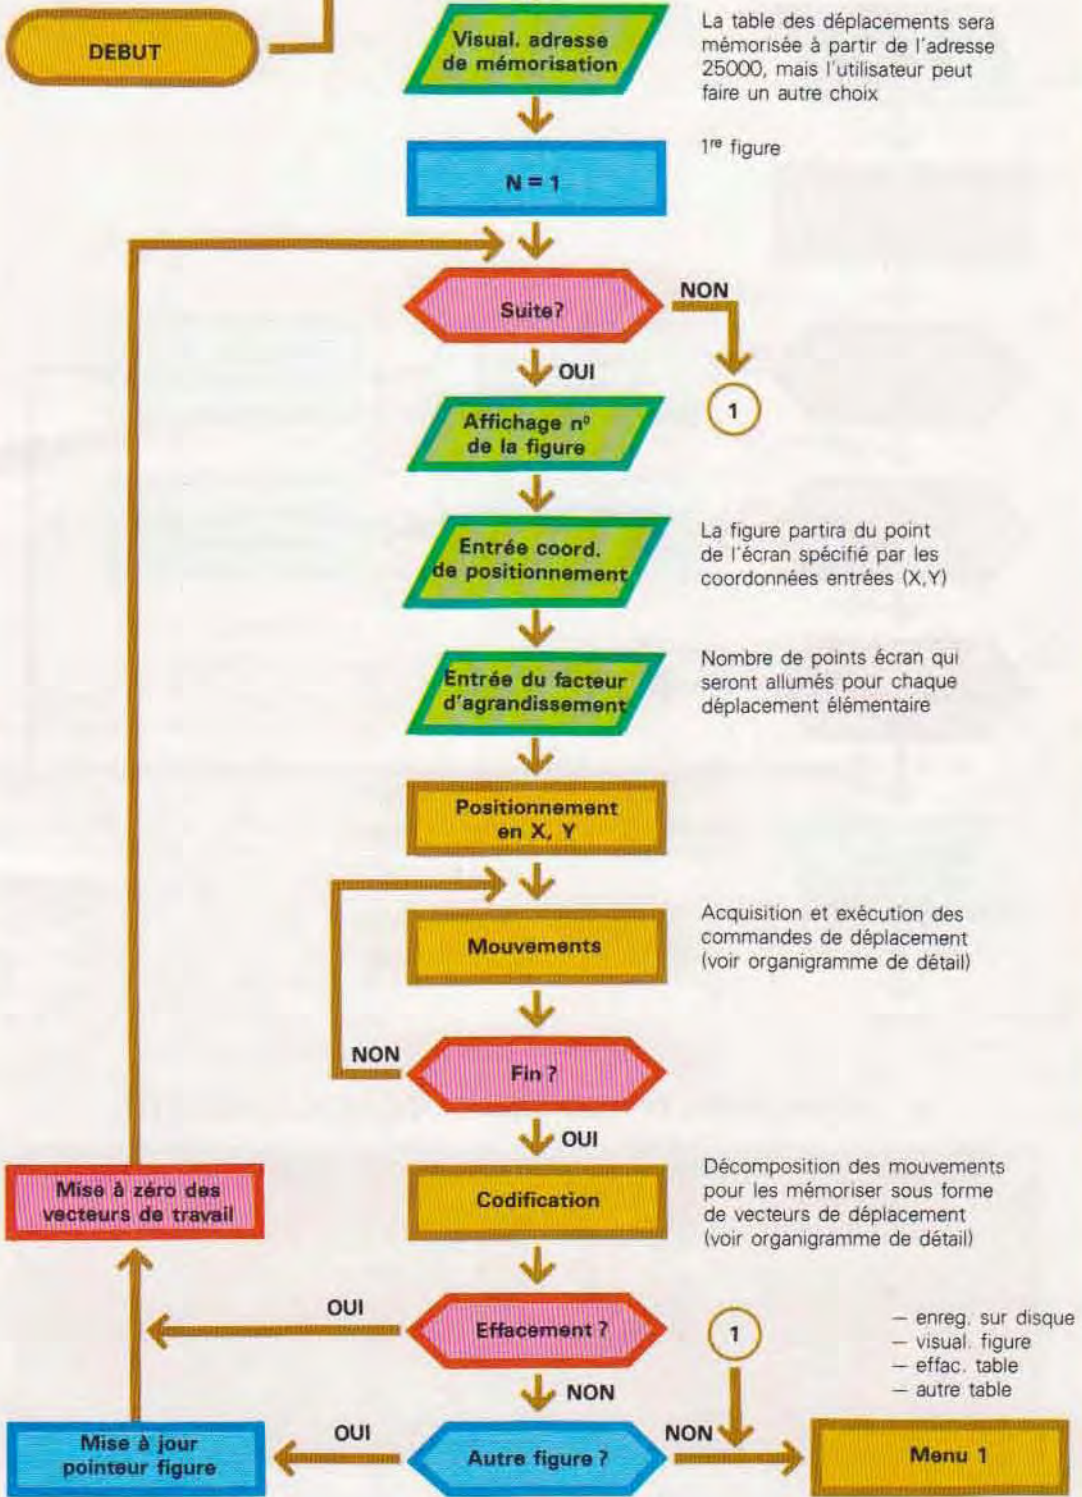 DEBUT
Visual. adresse
de mémorisation
La table des déplacements sera
mémorisée à partir de l'adresse
25000, mais l'utilisateur peut
faire un autre choix
N = 1
1re figure
Suite?
NON
OUI
1
Affichage nº
de la figure
Entrée coord.
de positionnement
La figure partira du point
de l'écran spécifié par les
coordonnées entrées (X,Y)
Entrée du facteur
d'agrandissement
Nombre de points écran qui
seront allumés pour chaque
déplacement élémentaire
Positionnement
en X, Y
Mouvements
Acquisition et exécution des
commandes de déplacement
(voir organigramme de détail)
NON
Fin ?
OUI
Mise à zéro des
vecteurs de travail
Codification
Décomposition des mouvements
pour les mémoriser sous forme
de vecteurs de déplacement
(voir organigramme de détail)
OUI
Effacement ?
1
— enreg. sur disque
— visual. figure
— effac. table
— autre table
NON
Mise à jour
pointeur figure
OUI
Autre figure ?
NON
Menu 1